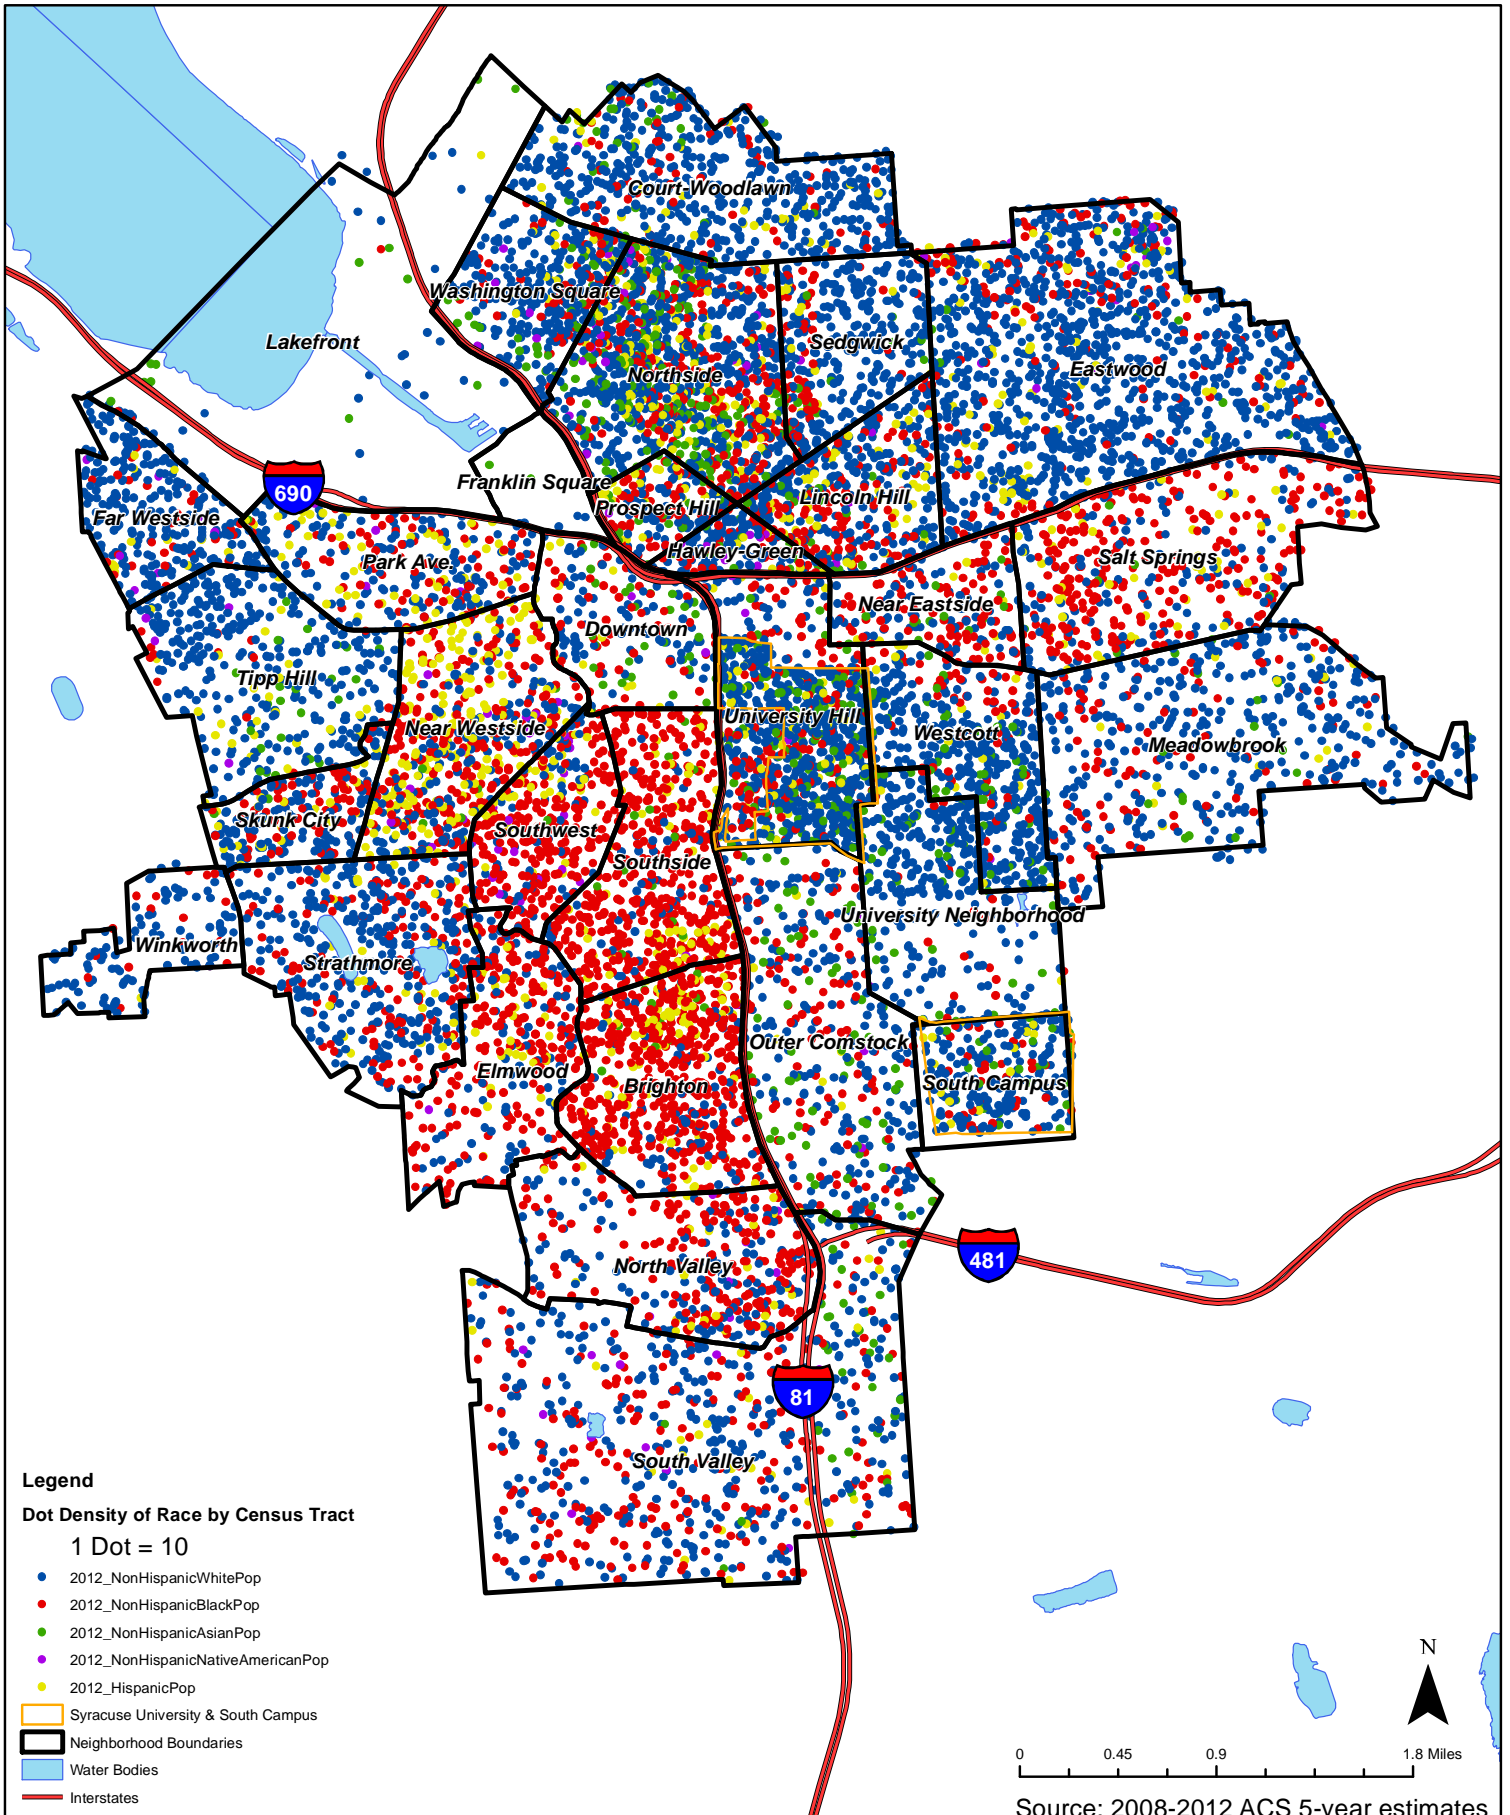 Court-Woodlawn
Washington Square
Lakefront
Sedgwick
Eastwood
Northside
Franklin Square
690
Prospect Hill
Lincoln Hill
Far Westside
Hawley-Green
Park Ave.
Salt Springs
Near Eastside
Downtown
Tipp Hill
University Hill
Near Westside
Westcott
Meadowbrook
Skunk City
Southwest
Southside
University Neighborhood
Winkworth
Strathmore
Outer Comstock
Elmwood
Brighton
South Campus
North Valley
481
81
South Valley
Legend
Dot Density of Race by Census Tract
1 Dot = 10
2012_NonHispanicWhitePop
2012_NonHispanicBlackPop
2012_NonHispanicAsianPop
2012_NonHispanicNativeAmericanPop
2012_HispanicPop
Syracuse University & South Campus
Neighborhood Boundaries
Water Bodies
Interstates
N
0 0.45 0.9 1.8 Miles
Source: 2008-2012 ACS 5-year estimates